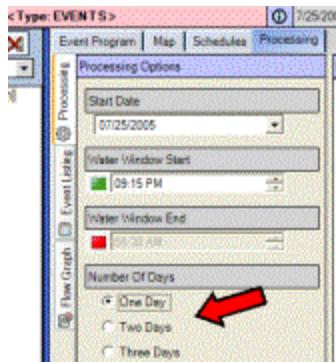 <Type: EVENTS>
7/25/20
Event Program Map Schedules Processing
Processing
Event Listing
Flow Graph
Processing Options
Start Date
07/25/2005
Water Window Start
09:15 PM
Water Window End
Number Of Days
One Day
Two Days
Three Days